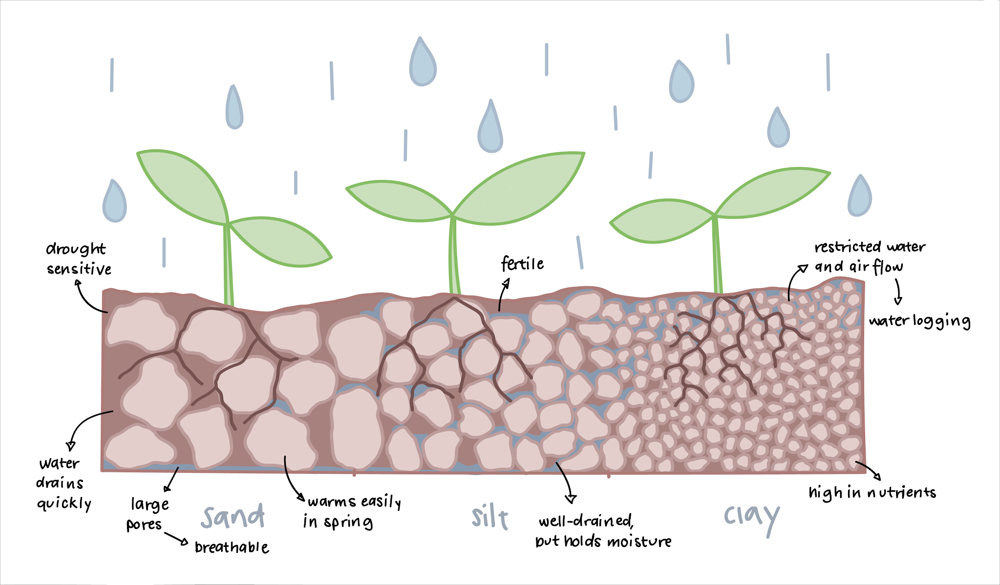 drought
sensitive
fertile
restricted water
and air flow
water logging
water
drains
quickly
large
pores
breathable
sand
warms easily
in spring
silt
well-drained,
but holds moisture
clay
high in nutrients